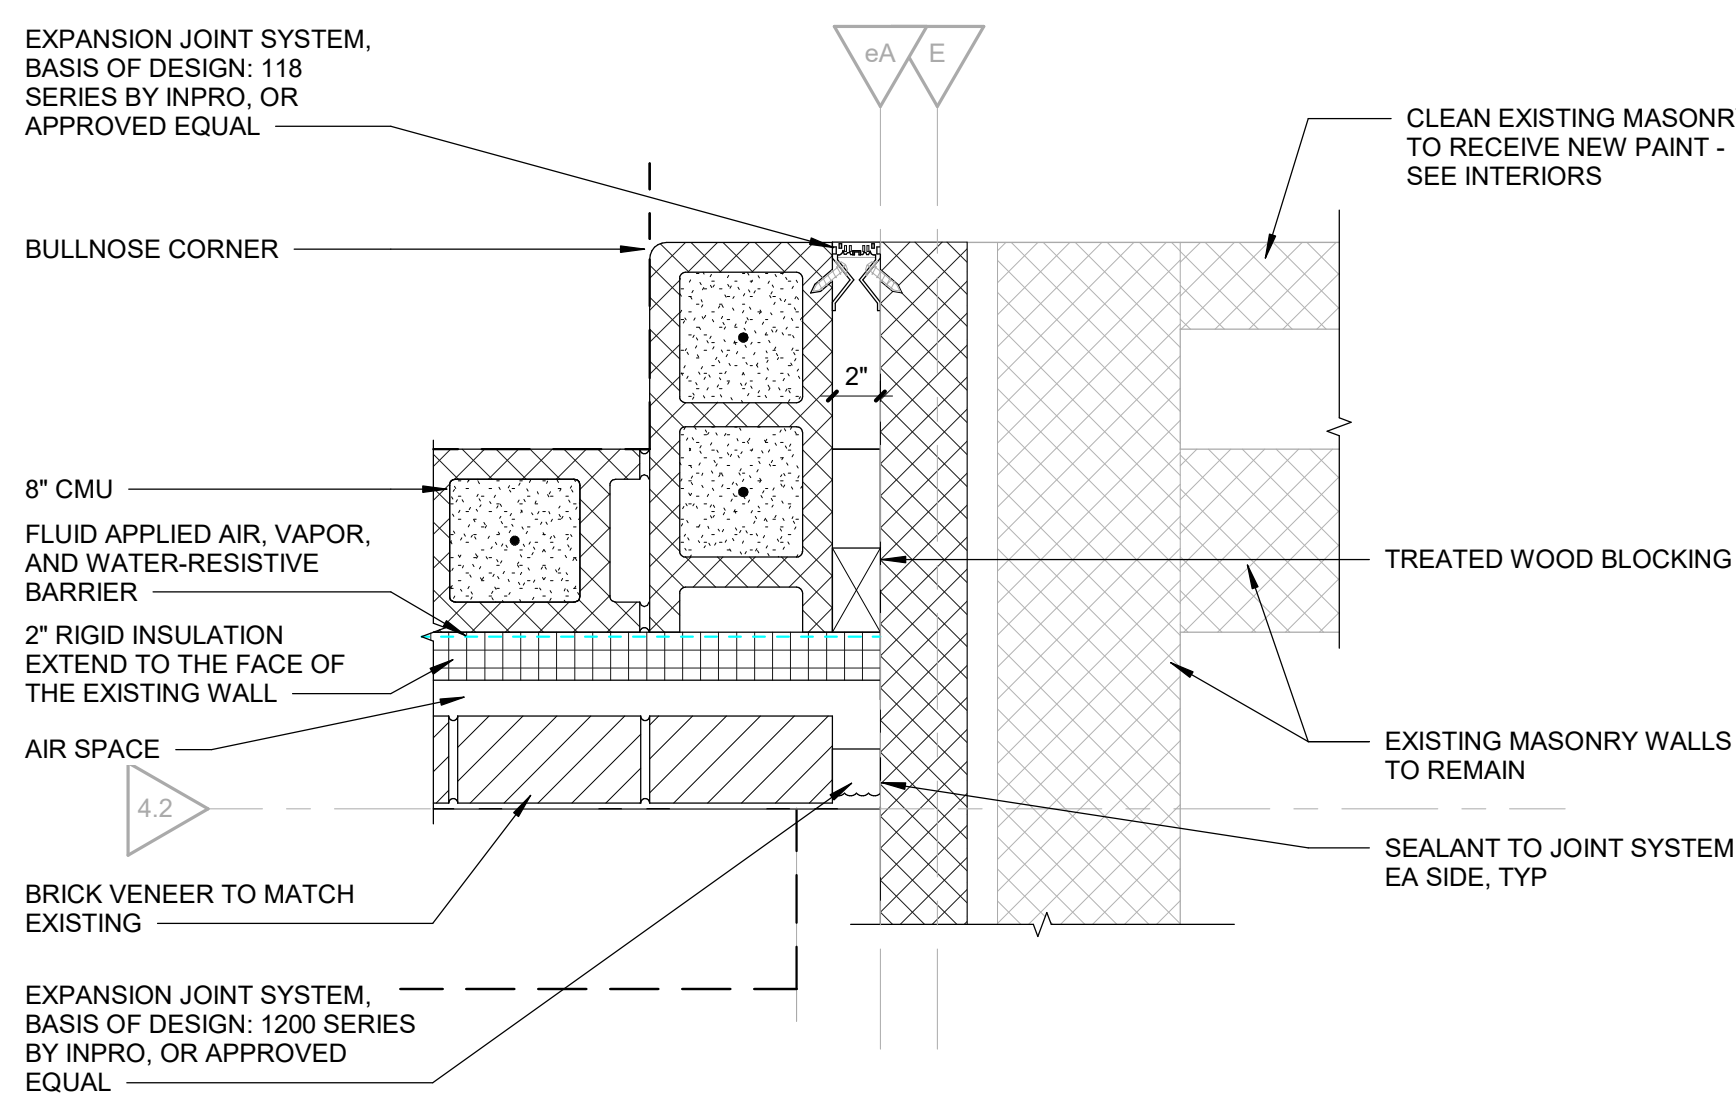 EXPANSION JOINT SYSTEM,
BASIS OF DESIGN: 118
SERIES BY INPRO, OR
APPROVED EQUAL
eA
E
CLEAN EXISTING MASONR
TO RECEIVE NEW PAINT -
SEE INTERIORS
BULLNOSE CORNER
2"
8" CMU
FLUID APPLIED AIR, VAPOR,
AND WATER-RESISTIVE
BARRIER
TREATED WOOD BLOCKING
2" RIGID INSULATION
EXTEND TO THE FACE OF
THE EXISTING WALL
AIR SPACE
EXISTING MASONRY WALLS
TO REMAIN
4.2
SEALANT TO JOINT SYSTEM
EA SIDE, TYP
BRICK VENEER TO MATCH
EXISTING
EXPANSION JOINT SYSTEM,
BASIS OF DESIGN: 1200 SERIES
BY INPRO, OR APPROVED
EQUAL